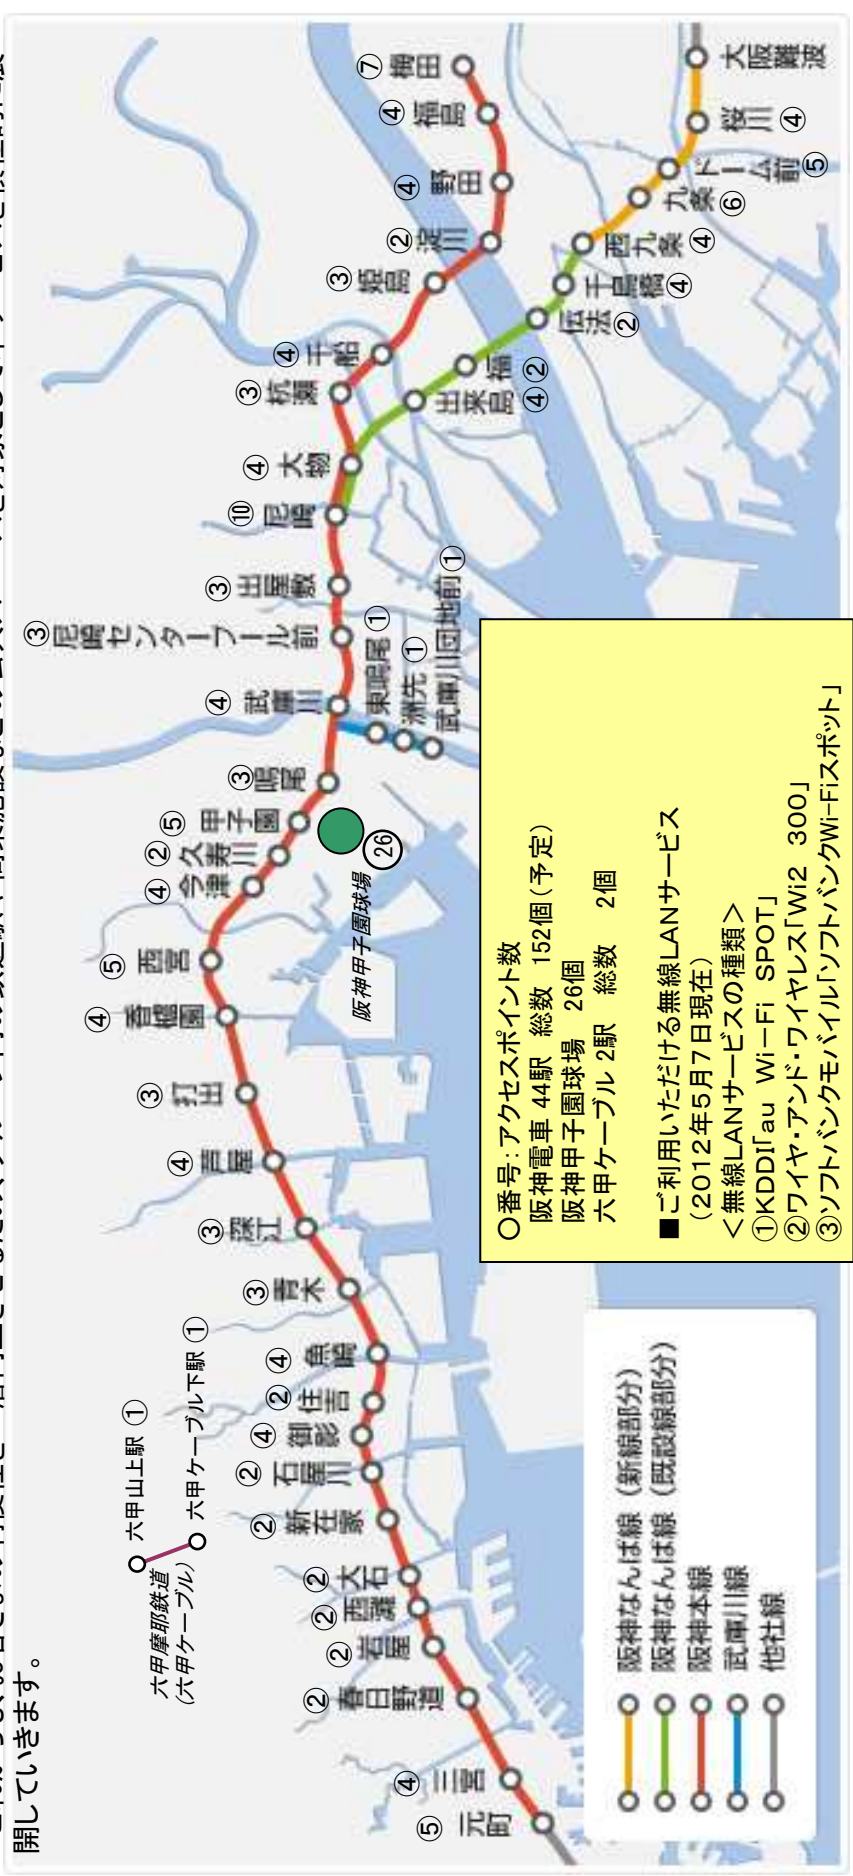 開していきます。
六甲山上駅①
六甲ケーブル下駅①
六甲摩耶鉄道
(六甲ケーブル)
⑤元町
④三宮
②春日野道
②岩屋
②西灘
②大石
②新在家
②石屋川
④御影
②住吉
④魚崎
③青木
③深江
④芦屋
③打出
④香櫨園
⑤西宮
④今津
②久寿川
⑤甲子園
阪神甲子園球場
26
③鳴尾
④武庫川
東鳴尾①
洲先①
武庫川団地前①
③尼崎センタープール前
③出屋敷
⑩尼崎
④大物
③杭瀬
④千船
③姫島
②淀川
④野田
④福島
⑦梅田
出来島④
福②
伝法②
千鳥橋④
西九条④
九条⑥
ドーム前⑤
桜川④
大阪難波
阪神なんば線(新線部分)
阪神なんば線(既設線部分)
阪神本線
武庫川線
他社線
○番号:アクセスポイント数
阪神電車 44駅 総数 152個(予定)
阪神甲子園球場 26個
六甲ケーブル 2駅 総数 2個
■ご利用いただける無線LANサービス
(2012年5月7日現在)
<無線LANサービスの種類>
①KDDI「au Wi-Fi SPOT」
②ワイヤ・アンド・ワイヤレス「Wi2 300」
③ソフトバンクモバイル「ソフトバンクWi-Fiスポット」